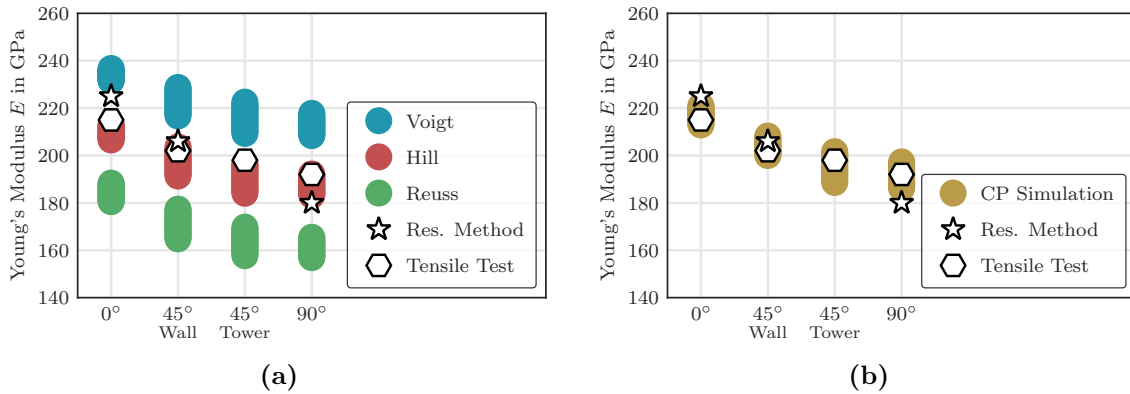 Young's Modulus E in GPa
260
240
220
200
180
160
140
0°
45°
Wall
45°
Tower
90°
Voigt
Hill
Reuss
Res. Method
Tensile Test
(a)
Young's Modulus E in GPa
260
240
220
200
180
160
140
0°
45°
Wall
45°
Tower
90°
CP Simulation
Res. Method
Tensile Test
(b)